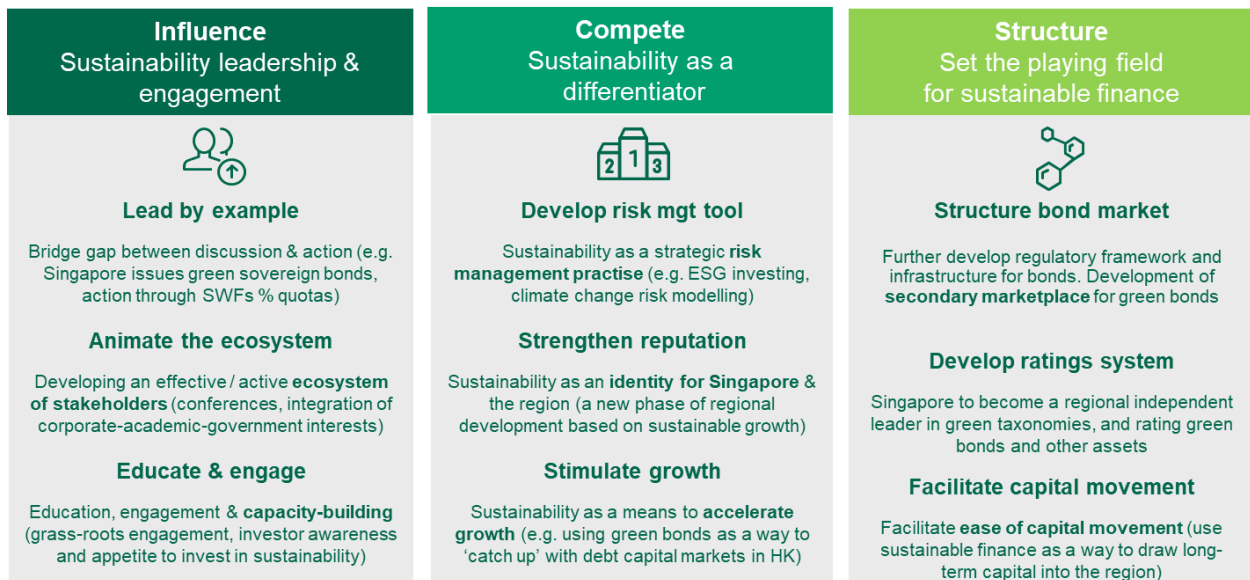 Influence
Sustainability leadership &
engagement
Lead by example
Bridge gap between discussion & action (e.g.
Singapore issues green sovereign bonds,
action through SWFs % quotas)
Animate the ecosystem
Developing an effective / active ecosystem
of stakeholders (conferences, integration of
corporate-academic-government interests)
Educate & engage
Education, engagement & capacity-building
(grass-roots engagement, investor awareness
and appetite to invest in sustainability)
Compete
Sustainability as a
differentiator
2 1 3
Develop risk mgt tool
Sustainability as a strategic risk
management practise (e.g. ESG investing,
climate change risk modelling)
Strengthen reputation
Sustainability as an identity for Singapore &
the region (a new phase of regional
development based on sustainable growth)
Stimulate growth
Sustainability as a means to accelerate
growth (e.g. using green bonds as a way to
‘catch up’ with debt capital markets in HK)
Structure
Set the playing field
for sustainable finance
Structure bond market
Further develop regulatory framework and
infrastructure for bonds. Development of
secondary marketplace for green bonds
Develop ratings system
Singapore to become a regional independent
leader in green taxonomies, and rating green
bonds and other assets
Facilitate capital movement
Facilitate ease of capital movement (use
sustainable finance as a way to draw long-
term capital into the region)